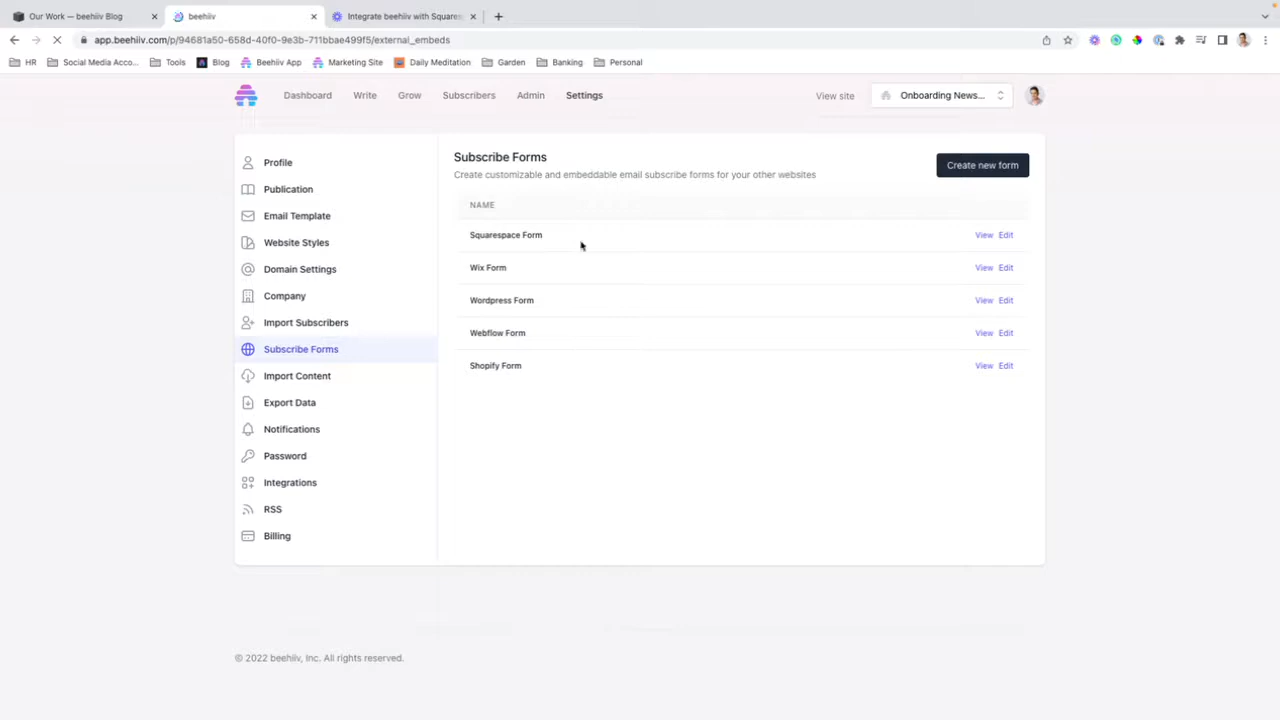 Our Work — beehiiv Blog
beehiiv
Integrate beehiiv with Squares
app.beehiiv.com/p/94681a50-658d-40f0-9e3b-711bbae499f5/external_embeds
HR
Social Media Acco...
Tools
Blog
Beehiiv App
Marketing Site
Daily Meditation
Garden
Banking
Personal
Dashboard
Write
Grow
Subscribers
Admin
Settings
View site
Onboarding News...
Profile
Publication
Email Template
Website Styles
Domain Settings
Company
Import Subscribers
Subscribe Forms
Import Content
Export Data
Notifications
Password
Integrations
RSS
Billing
Subscribe Forms
Create customizable and embeddable email subscribe forms for your other websites
Create new form
NAME
Squarespace Form View Edit
Wix Form View Edit
Wordpress Form View Edit
Webflow Form View Edit
Shopify Form View Edit
© 2022 beehiiv, Inc. All rights reserved.